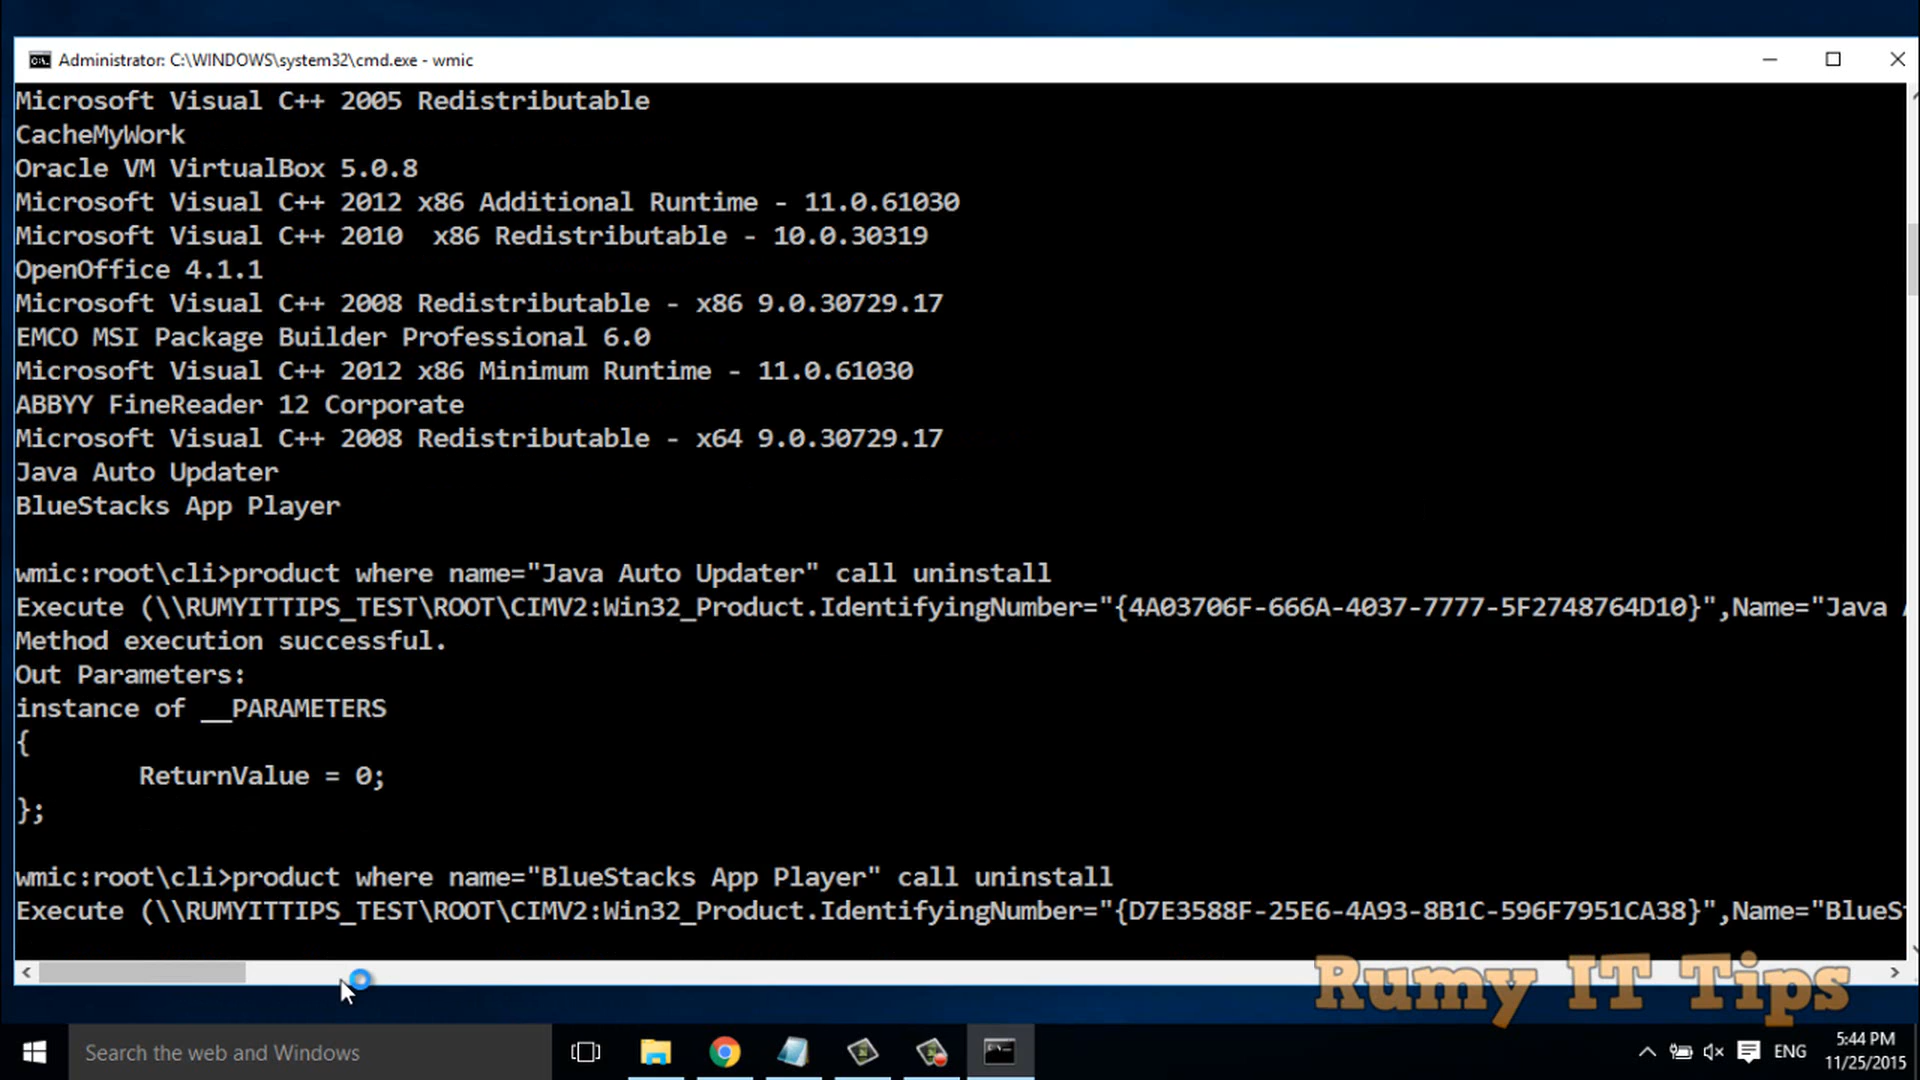 Administrator: C:\WINDOWS\system32\cmd.exe - wmic
Microsoft Visual C++ 2005 Redistributable
CacheMyWork
Oracle VM VirtualBox 5.0.8
Microsoft Visual C++ 2012 x86 Additional Runtime - 11.0.61030
Microsoft Visual C++ 2010  x86 Redistributable - 10.0.30319
OpenOffice 4.1.1
Microsoft Visual C++ 2008 Redistributable - x86 9.0.30729.17
EMCO MSI Package Builder Professional 6.0
Microsoft Visual C++ 2012 x86 Minimum Runtime - 11.0.61030
ABBYY FineReader 12 Corporate
Microsoft Visual C++ 2008 Redistributable - x64 9.0.30729.17
Java Auto Updater
BlueStacks App Player
wmic:root\cli>product where name="Java Auto Updater" call uninstall
Execute (\\RUMYITTIPS_TEST\ROOT\CIMV2:Win32_Product.IdentifyingNumber="{4A03706F-666A-4037-7777-5F2748764D10}",Name="Java
Method execution successful.
Out Parameters:
instance of __PARAMETERS
{
        ReturnValue = 0;
};
wmic:root\cli>product where name="BlueStacks App Player" call uninstall
Execute (\\RUMYITTIPS_TEST\ROOT\CIMV2:Win32_Product.IdentifyingNumber="{D7E3588F-25E6-4A93-8B1C-596F7951CA38}",Name="BlueS
Rumy IT Tips
Search the web and Windows
ENG
5:44 PM
11/25/2015